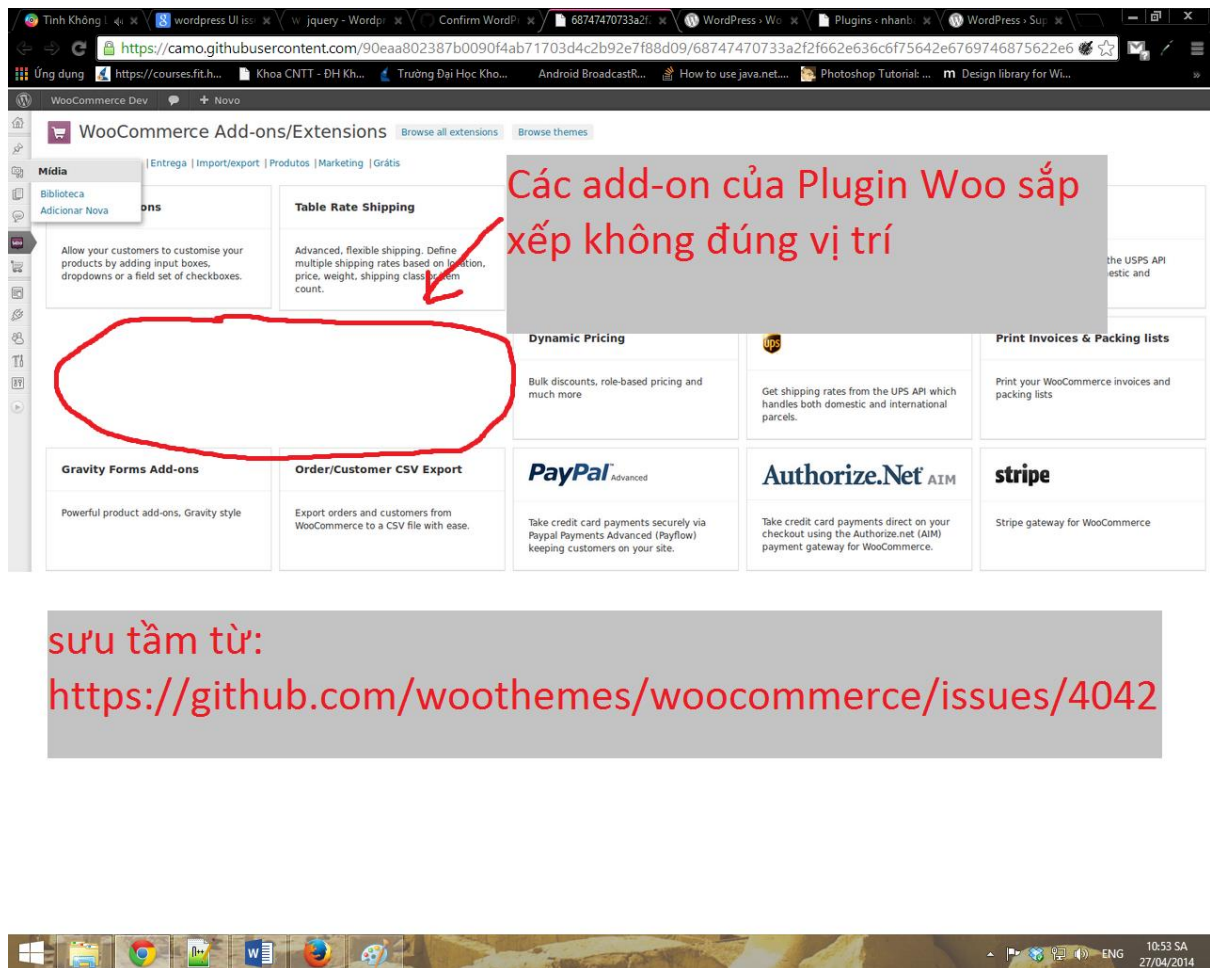 Tình Không L
wordpress UI iss
jquery - Wordpr
Confirm WordP
68747470733a2f2
WordPress › Wo
Plugins ‹ nhanb
WordPress › Sup
https://camo.githubusercontent.com/90eaa802387b0090f4ab71703d4c2b92e7f88d09/68747470733a2f2f662e636c6f75642e6769746875622e6
Ứng dụng
https://courses.fit.h...
Khoa CNTT - ĐH Kh...
Trường Đại Học Kho...
Android BroadcastR...
How to use java.net....
Photoshop Tutorial: ...
m Design library for Wi...
WooCommerce Dev
+ Novo
WooCommerce Add-ons/Extensions Browse all extensions Browse themes
| Entrega | Import/export | Produtos | Marketing | Grátis
Mídia
Biblioteca
Adicionar Nova
Các add-on của Plugin Woo sắp
xếp không đúng vị trí
ons
Allow your customers to customise your
products by adding input boxes,
dropdowns or a field set of checkboxes.
Table Rate Shipping
Advanced, flexible shipping. Define
multiple shipping rates based on location,
price, weight, shipping class or item
count.
the USPS API
estic and
Dynamic Pricing
Bulk discounts, role-based pricing and
much more
ups
Get shipping rates from the UPS API which
handles both domestic and international
parcels.
Print Invoices & Packing lists
Print your WooCommerce invoices and
packing lists
Gravity Forms Add-ons
Powerful product add-ons, Gravity style
Order/Customer CSV Export
Export orders and customers from
WooCommerce to a CSV file with ease.
PayPal Advanced
Take credit card payments securely via
Paypal Payments Advanced (Payflow)
keeping customers on your site.
Authorize.Net AIM
Take credit card payments direct on your
checkout using the Authorize.net (AIM)
payment gateway for WooCommerce.
stripe
Stripe gateway for WooCommerce
sưu tầm từ:
https://github.com/woothemes/woocommerce/issues/4042
ENG
10:53 SA
27/04/2014